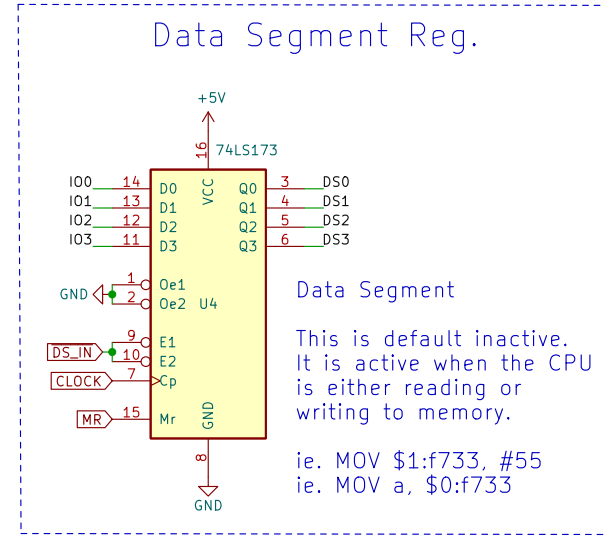 Data Segment Reg.
+5V
16
74LS173
VCC
IO0 14 D0 Q0 3 DS0
IO1 13 D1 Q1 4 DS1
IO2 12 D2 Q2 5 DS2
IO3 11 D3 Q3 6 DS3
GND 1 Oe1
2 Oe2 U4
DS_IN 9 E1
10 E2
CLOCK 7 Cp
MR 15 Mr
GND
8
GND
Data Segment
This is default inactive.
It is active when the CPU
is either reading or
writing to memory.
ie. MOV $1:f733, #55
ie. MOV a, $0:f733